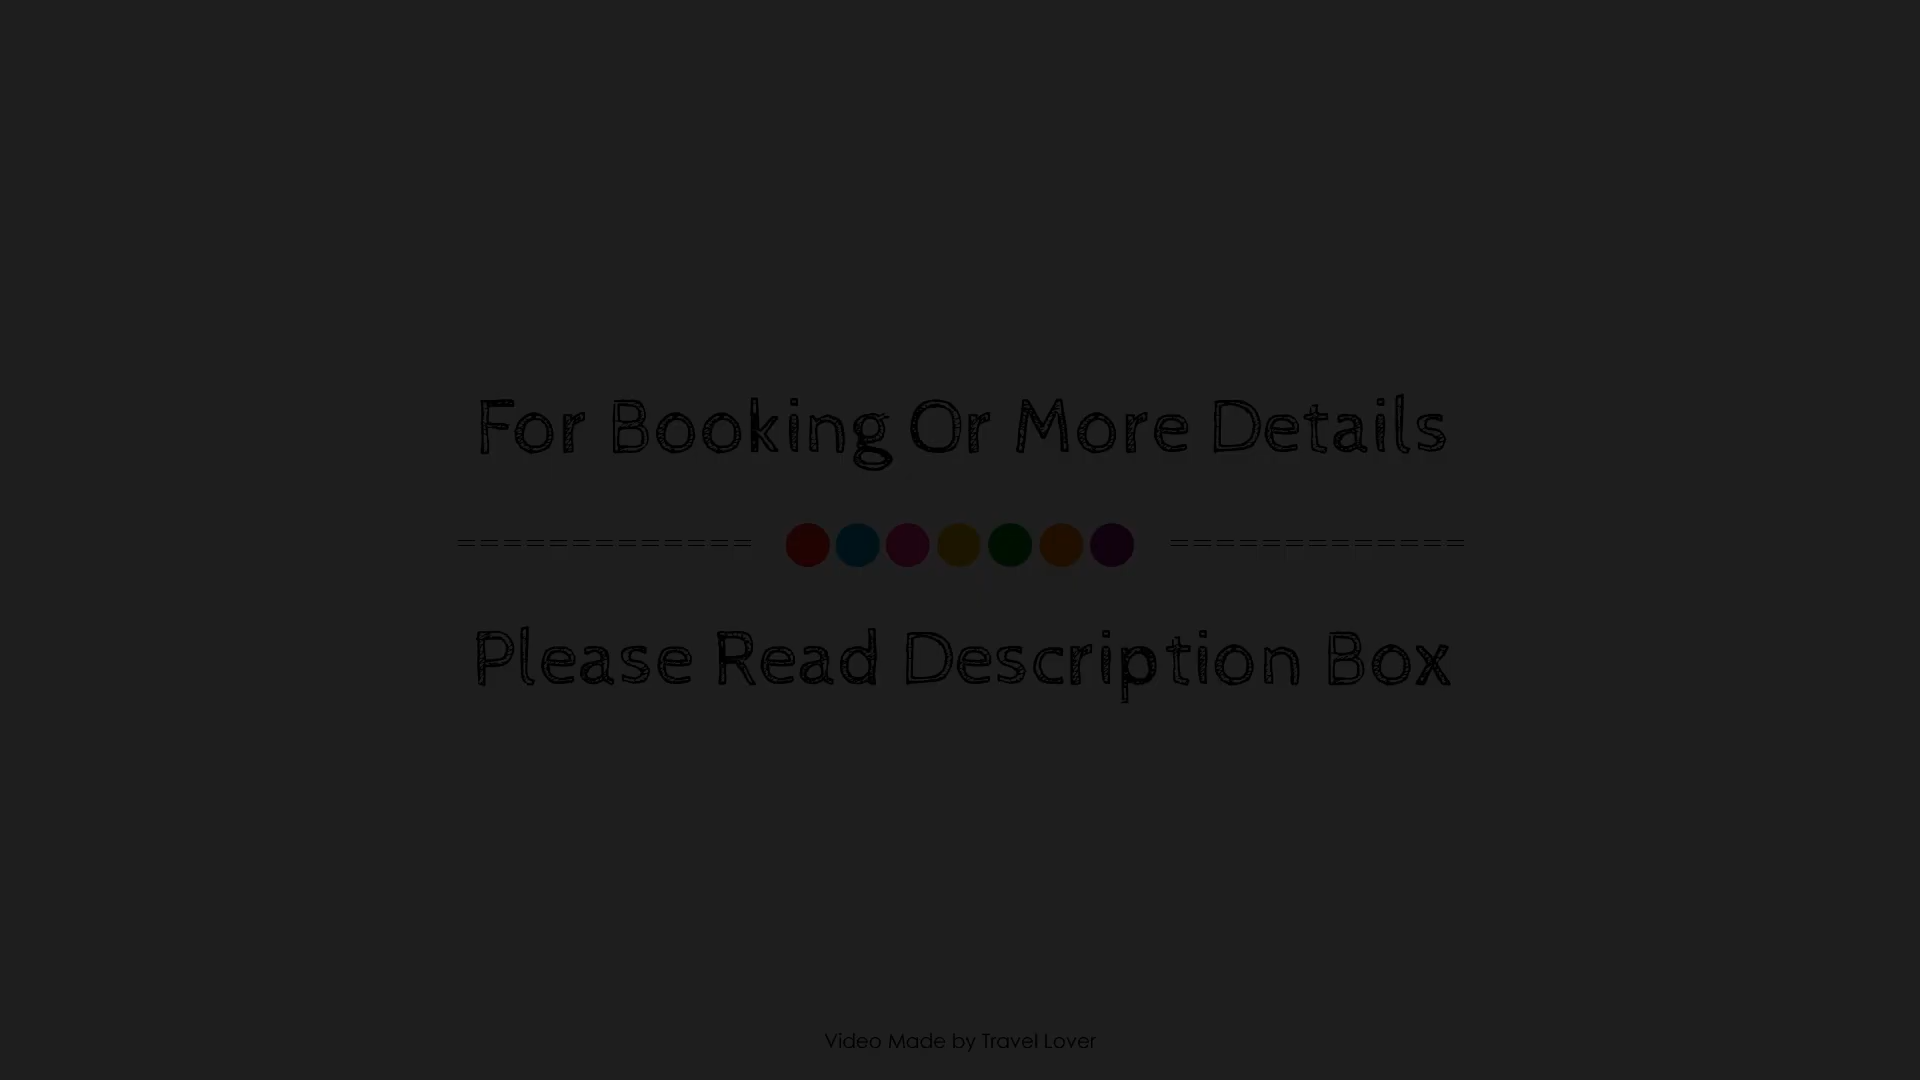 For Booking Or More Details
============= =============
Please Read Description Box
Video Made by Travel Lover